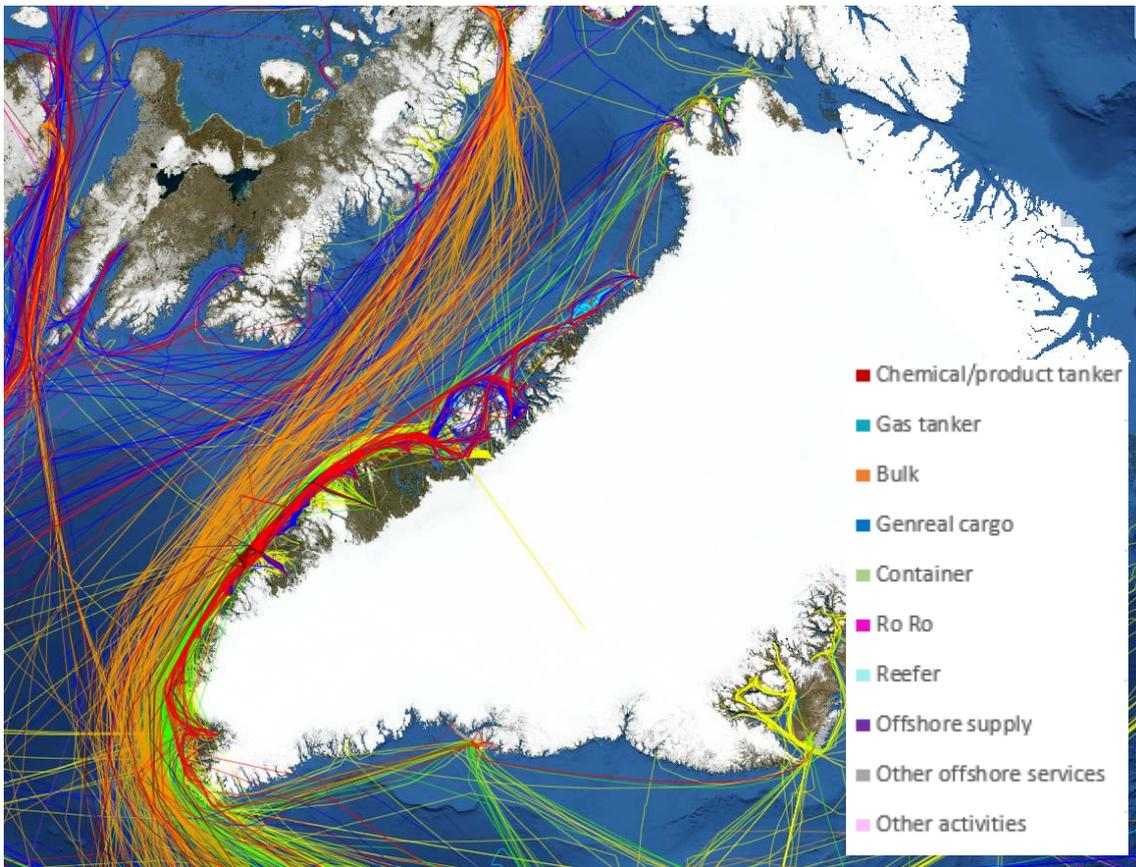 Chemical/product tanker
Gas tanker
Bulk
Genreal cargo
Container
Ro Ro
Reefer
Offshore supply
Other offshore services
Other activities